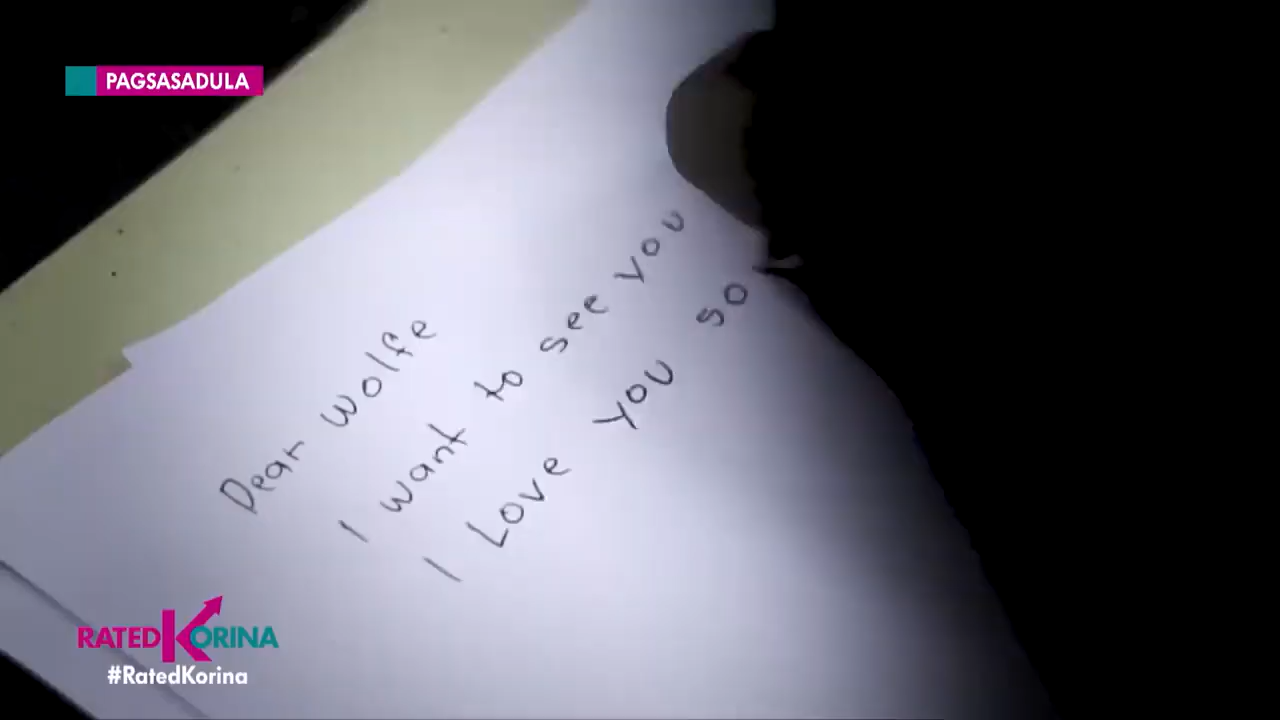 PAGSASADULA
Dear Wolfe
I want to see you
I Love you so
RATED KORINA
#RatedKorina